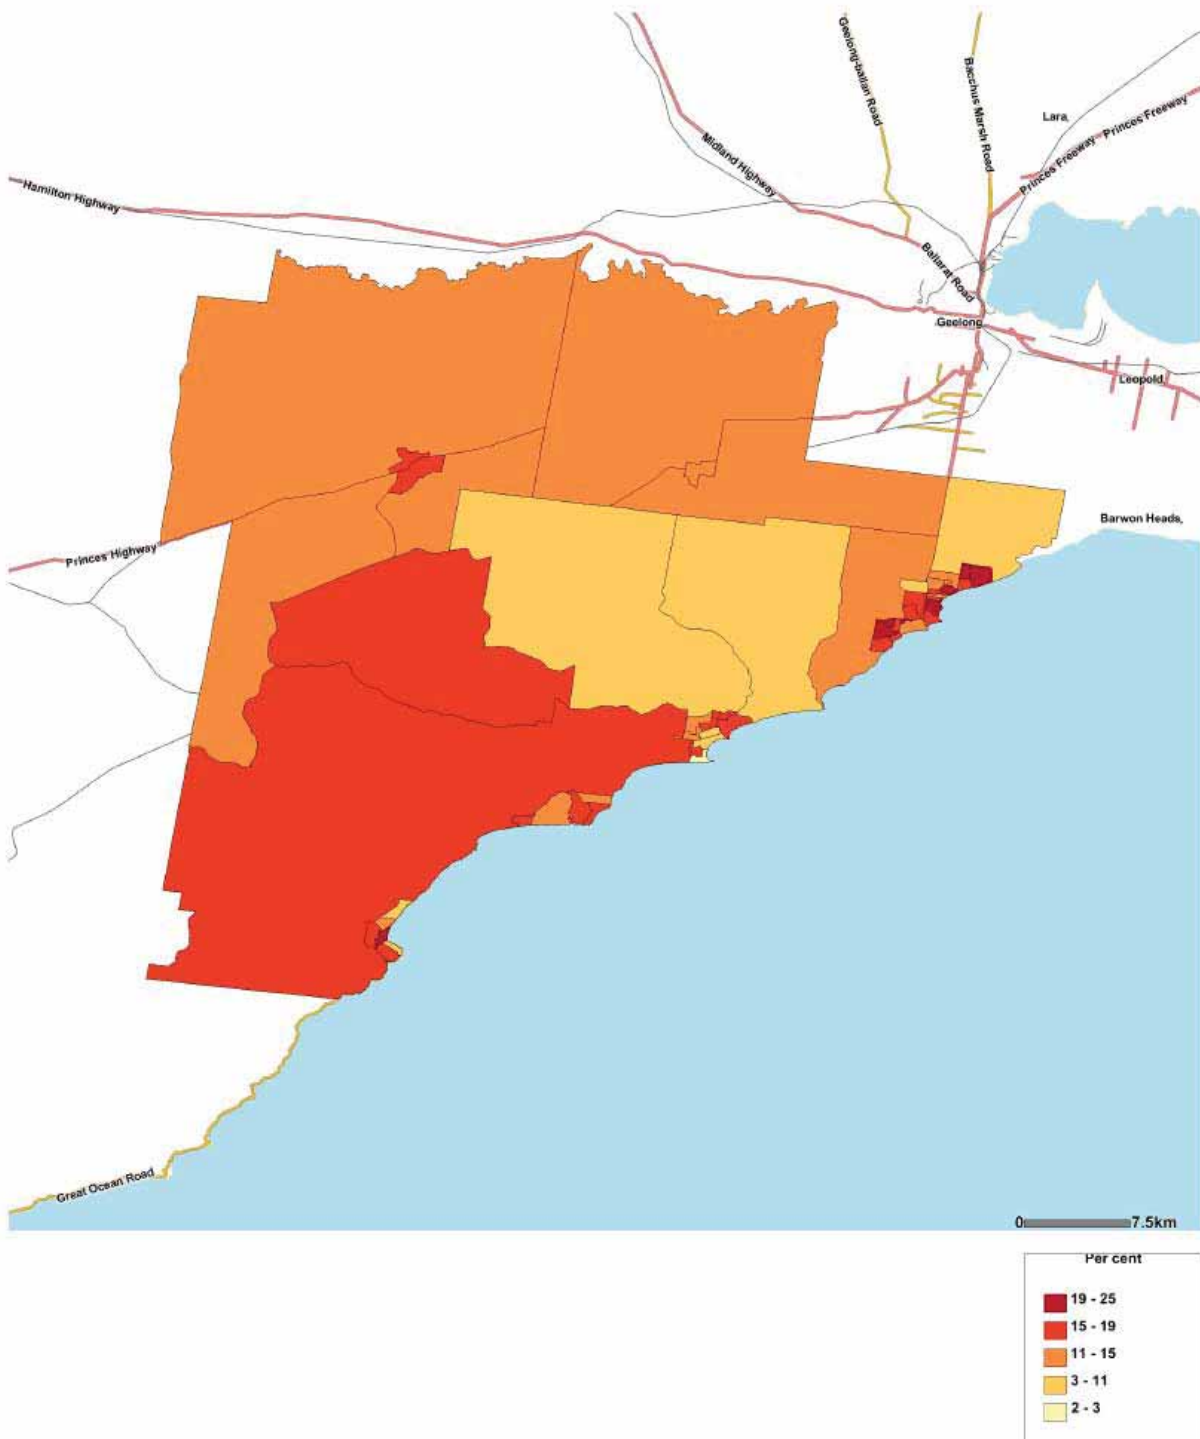 Geelong-ballan Road
Bacchus Marsh Road
Lara,
Princes Freeway
Princes Freeway
Midland Highway
Hamilton Highway
Ballarat Road
Geelong
Leopold,
Barwon Heads,
Princes Highway
Great Ocean Road
0 7.5km
Per cent
19 - 25
15 - 19
11 - 15
3 - 11
2 - 3